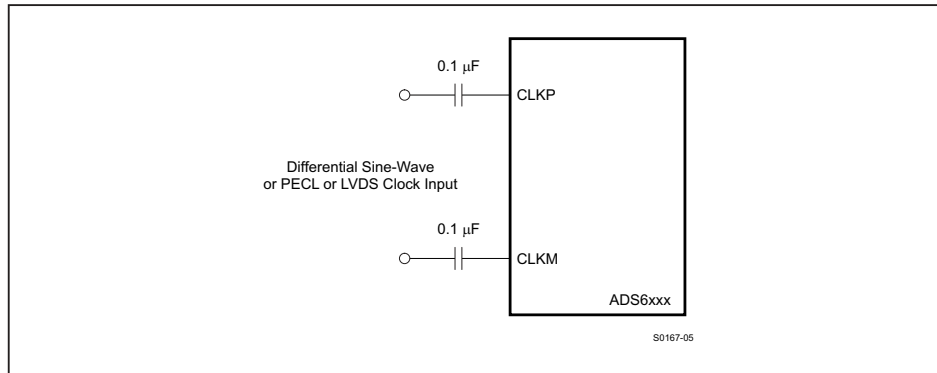 0.1 μF
CLKP
Differential Sine-Wave
or PECL or LVDS Clock Input
0.1 μF
CLKM
ADS6xxx
S0167-05